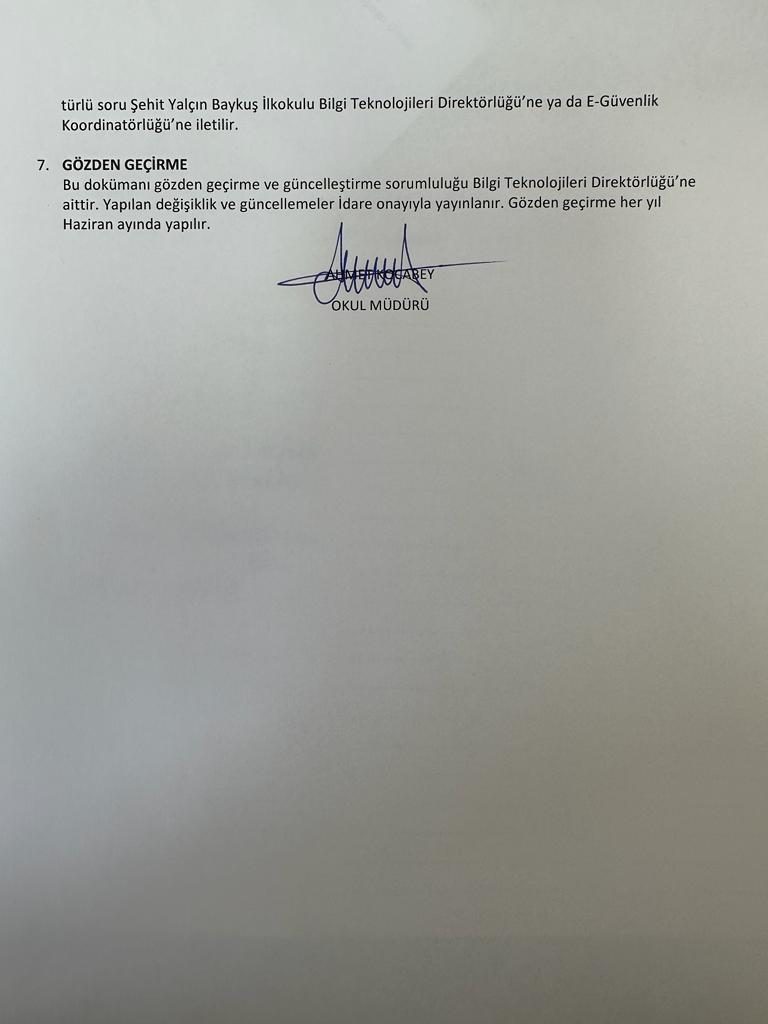 türlü soru Şehit Yalçın Baykuş İlkokulu Bilgi Teknolojileri Direktörlüğü'ne ya da E-Güvenlik
Koordinatörlüğü'ne iletilir.
7. GÖZDEN GEÇİRME
Bu dokümanı gözden geçirme ve güncelleştirme sorumluluğu Bilgi Teknolojileri Direktörlüğü'ne
aittir. Yapılan değişiklik ve güncellemeler İdare onayıyla yayınlanır. Gözden geçirme her yıl
Haziran ayında yapılır.
AHMET KOCABEY
OKUL MÜDÜRÜ